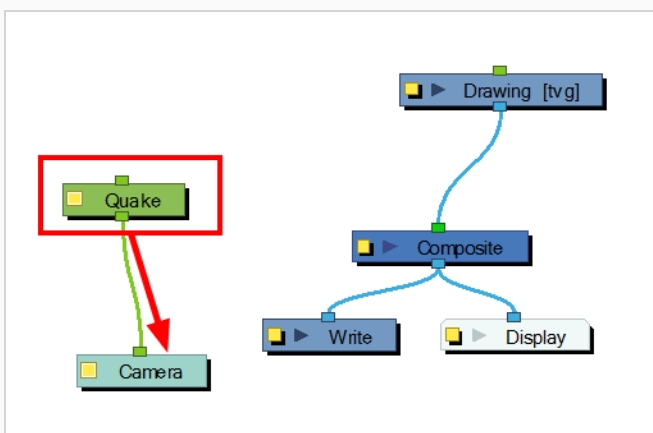 Drawing [tvg]
Quake
Composite
Write
Display
Camera